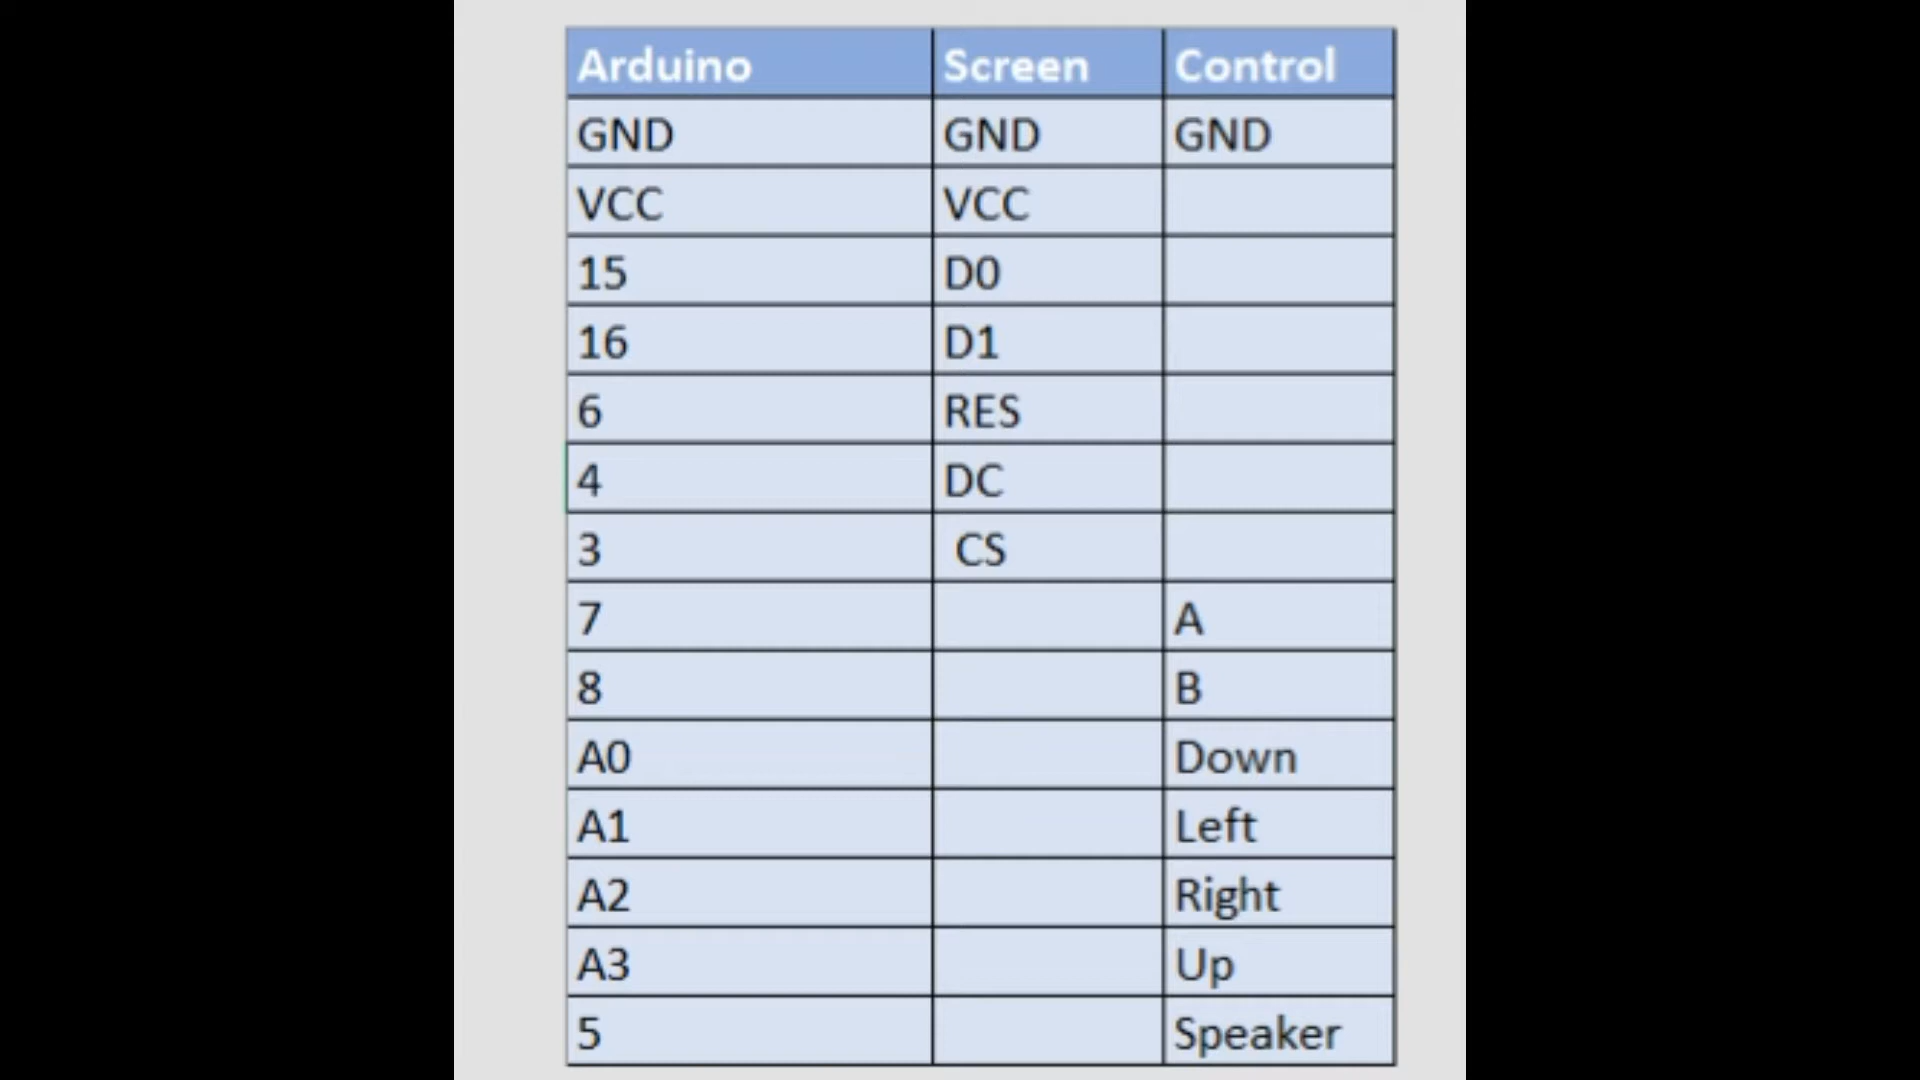 Arduino Screen Control
GND GND GND
VCC VCC
15 D0
16 D1
6 RES
4 DC
3 CS
7 A
8 B
A0 Down
A1 Left
A2 Right
A3 Up
5 Speaker